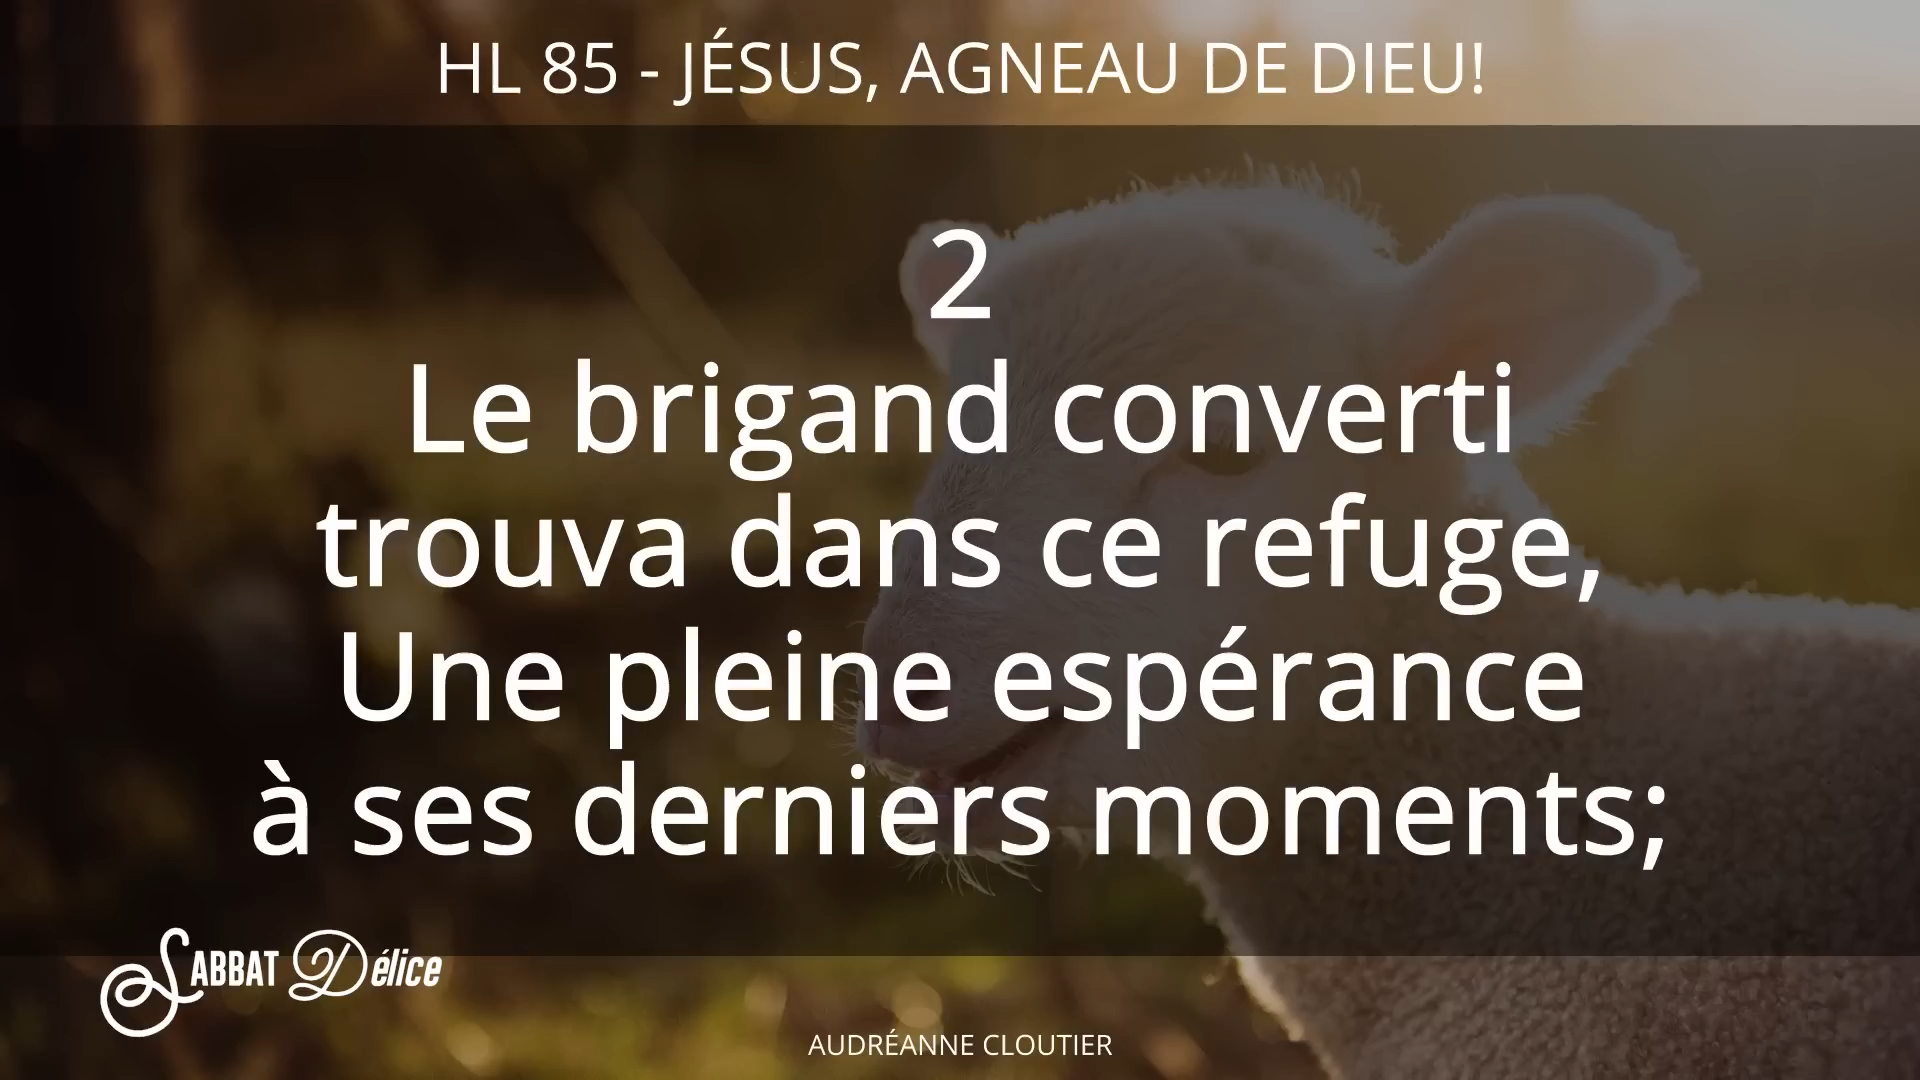 HL 85 - JÉSUS, AGNEAU DE DIEU!
2
Le brigand converti
trouva dans ce refuge,
Une pleine espérance
à ses derniers moments;
SABBAT Délice
AUDRÉANNE CLOUTIER